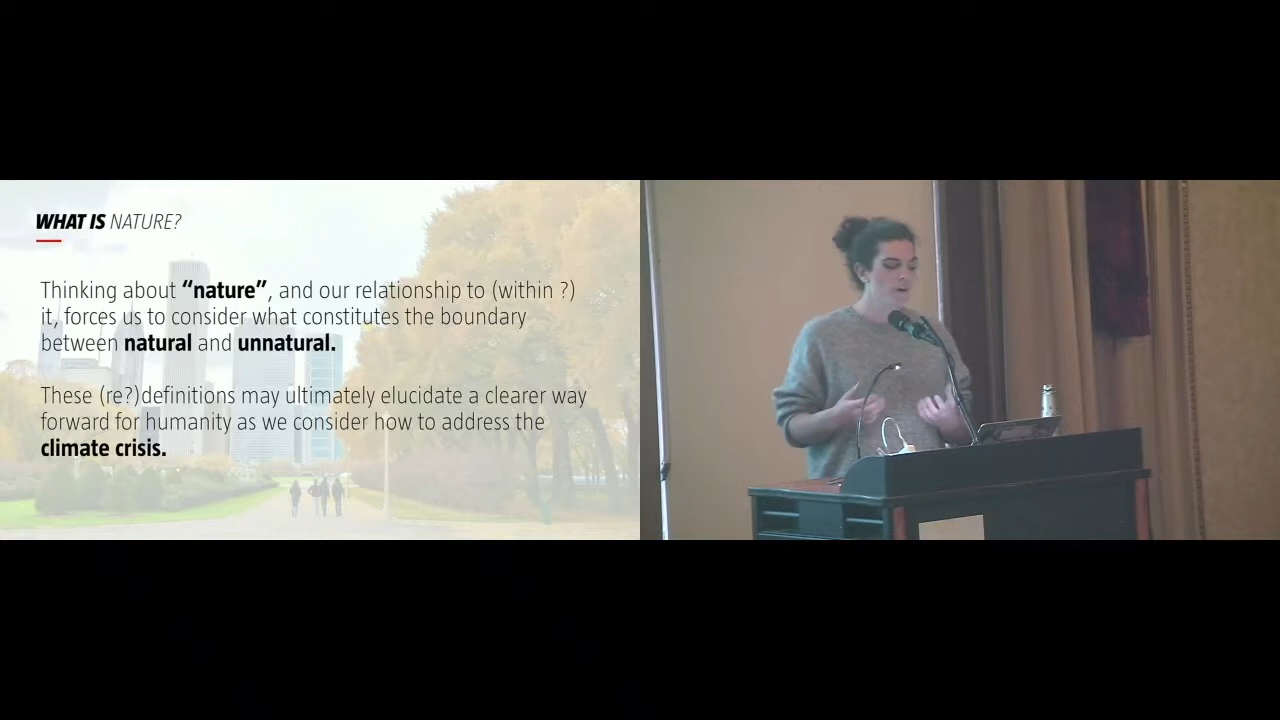 WHAT IS NATURE?
Thinking about “nature”, and our relationship to (within ?)
it, forces us to consider what constitutes the boundary
between natural and unnatural.
These (re?)definitions may ultimately elucidate a clearer way
forward for humanity as we consider how to address the
climate crisis.